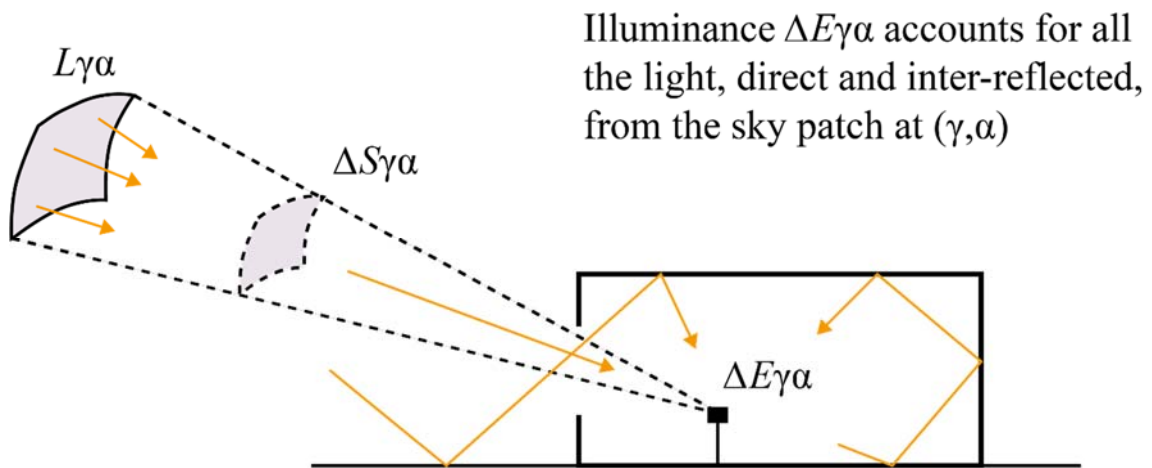 Illuminance ΔEγα accounts for all
the light, direct and inter-reflected,
from the sky patch at (γ,α)
Lγα
ΔSγα
ΔEγα